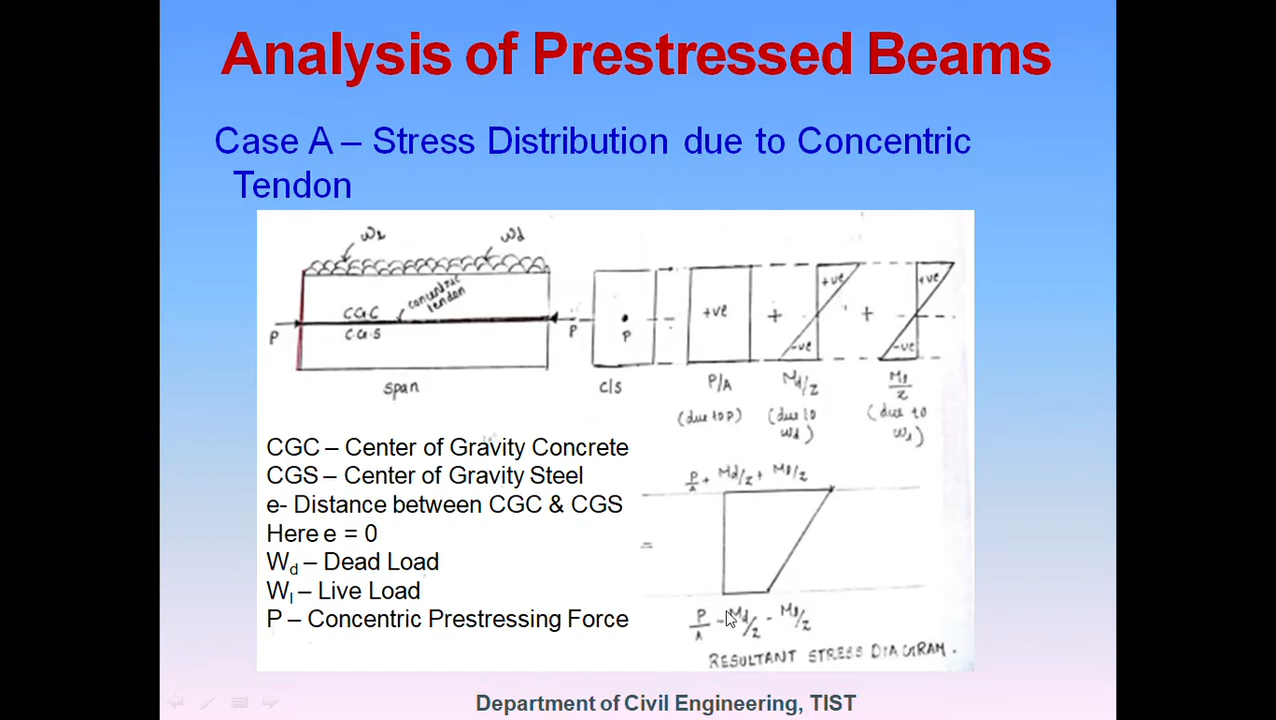 Analysis of Prestressed Beams
Case A – Stress Distribution due to Concentric
Tendon
Wl
Wd
concentric
tendon
CGC
C.G.S
P
P
P
span
c/s
+ve
+
+ve
-ve
+
+ve
-ve
P/A
Md/Z
Ml/Z
(due to P)
(due to
wd)
(due to
wl)
CGC – Center of Gravity Concrete
CGS – Center of Gravity Steel
e- Distance between CGC & CGS
Here e = 0
Wd – Dead Load
Wl – Live Load
P – Concentric Prestressing Force
P/A + Md/Z + Ml/Z
=
P/A - Md/Z - Ml/Z
RESULTANT STRESS DIAGRAM.
Department of Civil Engineering, TIST